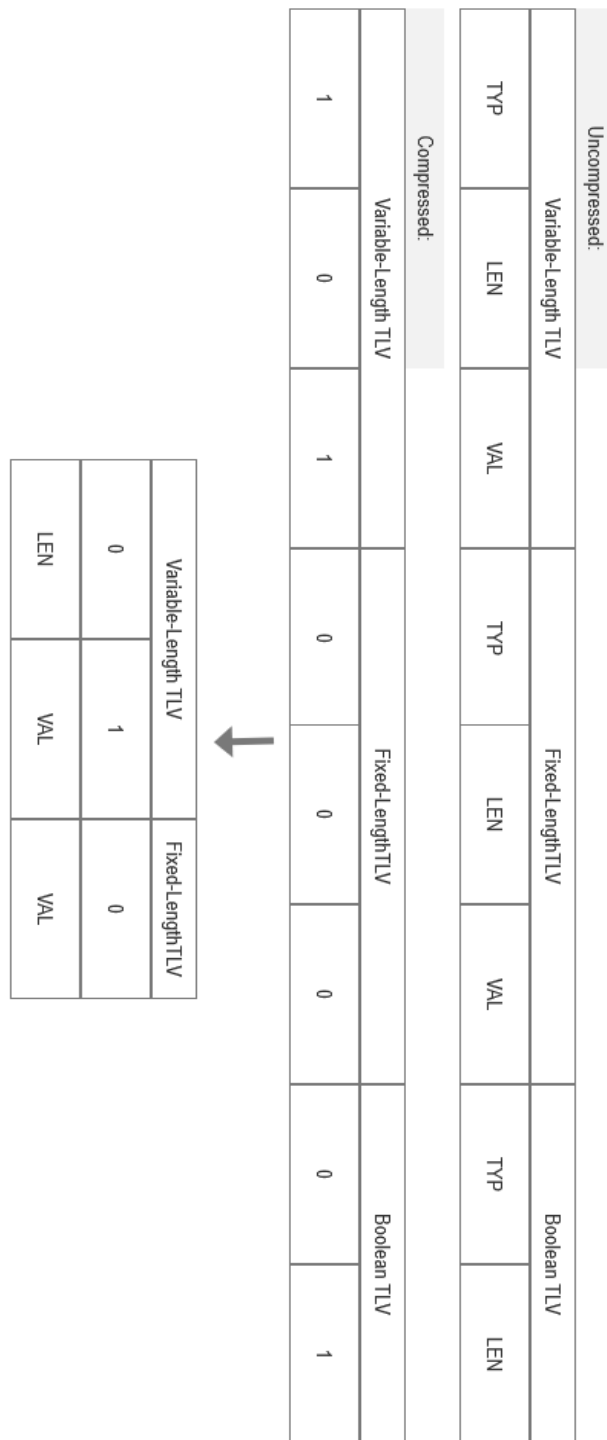 Uncompressed:
Variable-Length TLV Fixed-LengthTLV Boolean TLV
TYP LEN VAL TYP LEN VAL TYP LEN
Compressed:
Variable-Length TLV Fixed-LengthTLV Boolean TLV
1 0 1 0 0 0 0 1
Variable-Length TLV Fixed-LengthTLV
0 1 0
LEN VAL VAL